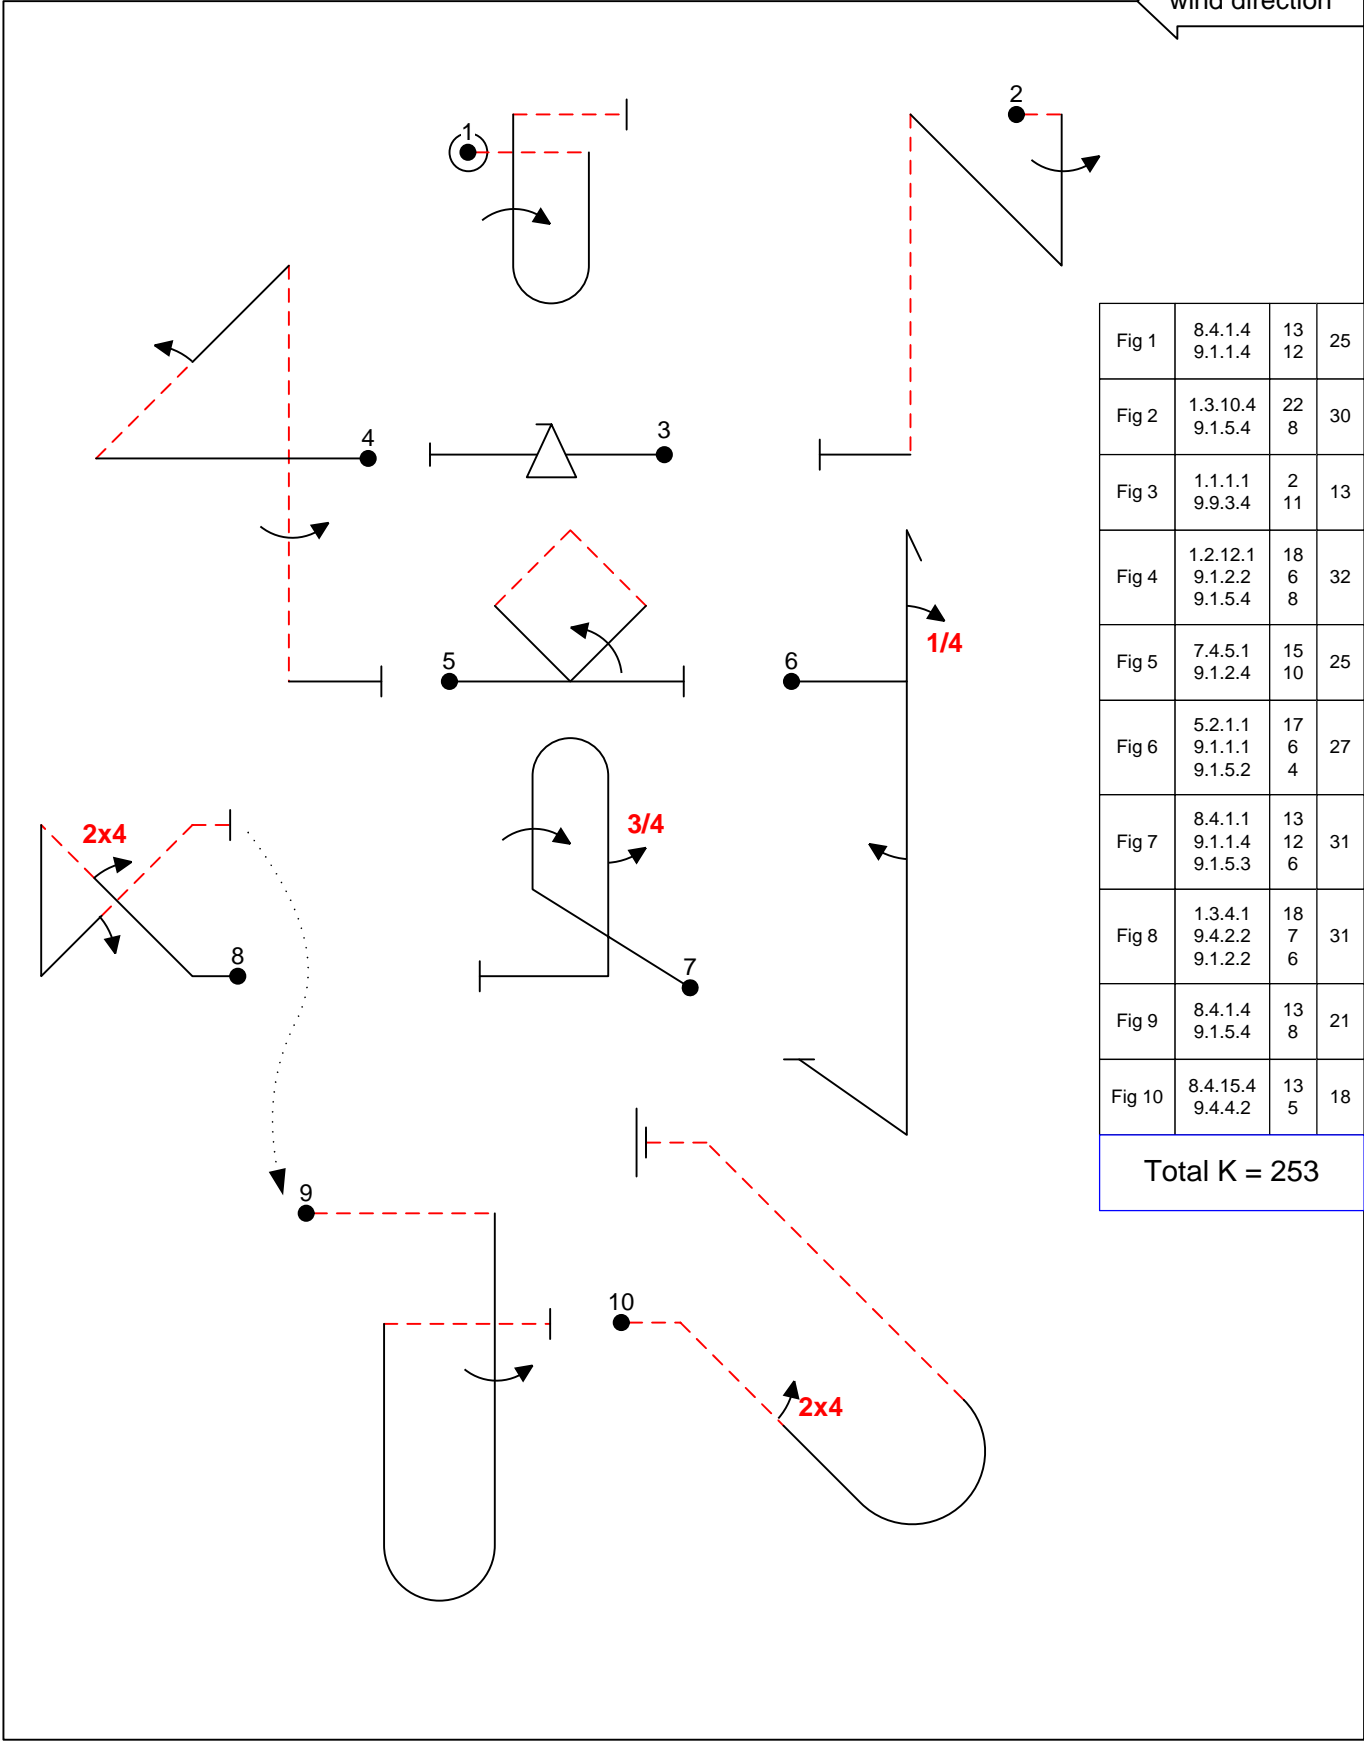 wind direction
1
2
3
4
5
6
1/4
7
3/4
8
2x4
9
10
2x4
Fig 1 8.4.1.4 13 25
9.1.1.4 12
Fig 2 1.3.10.4 22 30
9.1.5.4 8
Fig 3 1.1.1.1 2 13
9.9.3.4 11
Fig 4 1.2.12.1 18 32
9.1.2.2 6
9.1.5.4 8
Fig 5 7.4.5.1 15 25
9.1.2.4 10
Fig 6 5.2.1.1 17 27
9.1.1.1 6
9.1.5.2 4
Fig 7 8.4.1.1 13 31
9.1.1.4 12
9.1.5.3 6
Fig 8 1.3.4.1 18 31
9.4.2.2 7
9.1.2.2 6
Fig 9 8.4.1.4 13 21
9.1.5.4 8
Fig 10 8.4.15.4 13 18
9.4.4.2 5
Total K = 253